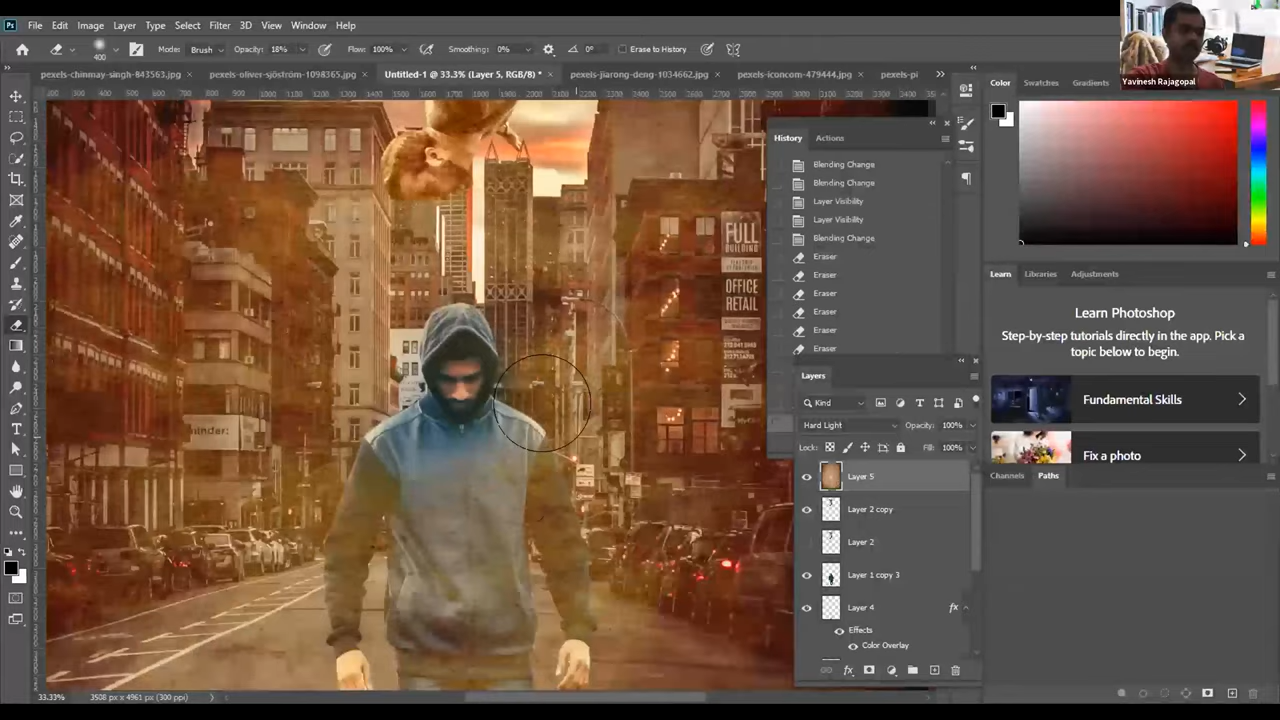 File Edit Image Layer Type Select Filter 3D View Window Help
Mode: Brush Opacity: 18% Flow: 100% Smoothing: 0% 0° Erase to History
400
Yavinesh Rajagopal
pexels-chinmay-singh-843563.jpg × pexels-oliver-sjöström-1098365.jpg × Untitled-1 @ 33.3% (Layer 5, RGB/8) * × pexels-jiarong-deng-1034662.jpg × pexels-iconcom-479444.jpg × pexels-pi
Color Swatches Gradients
History Actions
Blending Change
Blending Change
Layer Visibility
Layer Visibility
Blending Change
Eraser
Eraser
Eraser
Eraser
Eraser
Eraser
FULL
BUILDING
OFFICE
RETAIL
Learn Libraries Adjustments
Learn Photoshop
Step-by-step tutorials directly in the app. Pick a
topic below to begin.
Fundamental Skills
Fix a photo
Channels Paths
Layers
Kind
Hard Light Opacity: 100%
Lock: Fill: 100%
Layer 5
Layer 2 copy
Layer 2
Layer 1 copy 3
Layer 4 fx
Effects
Color Overlay
33.33% 3508 px x 4961 px (300 ppi)